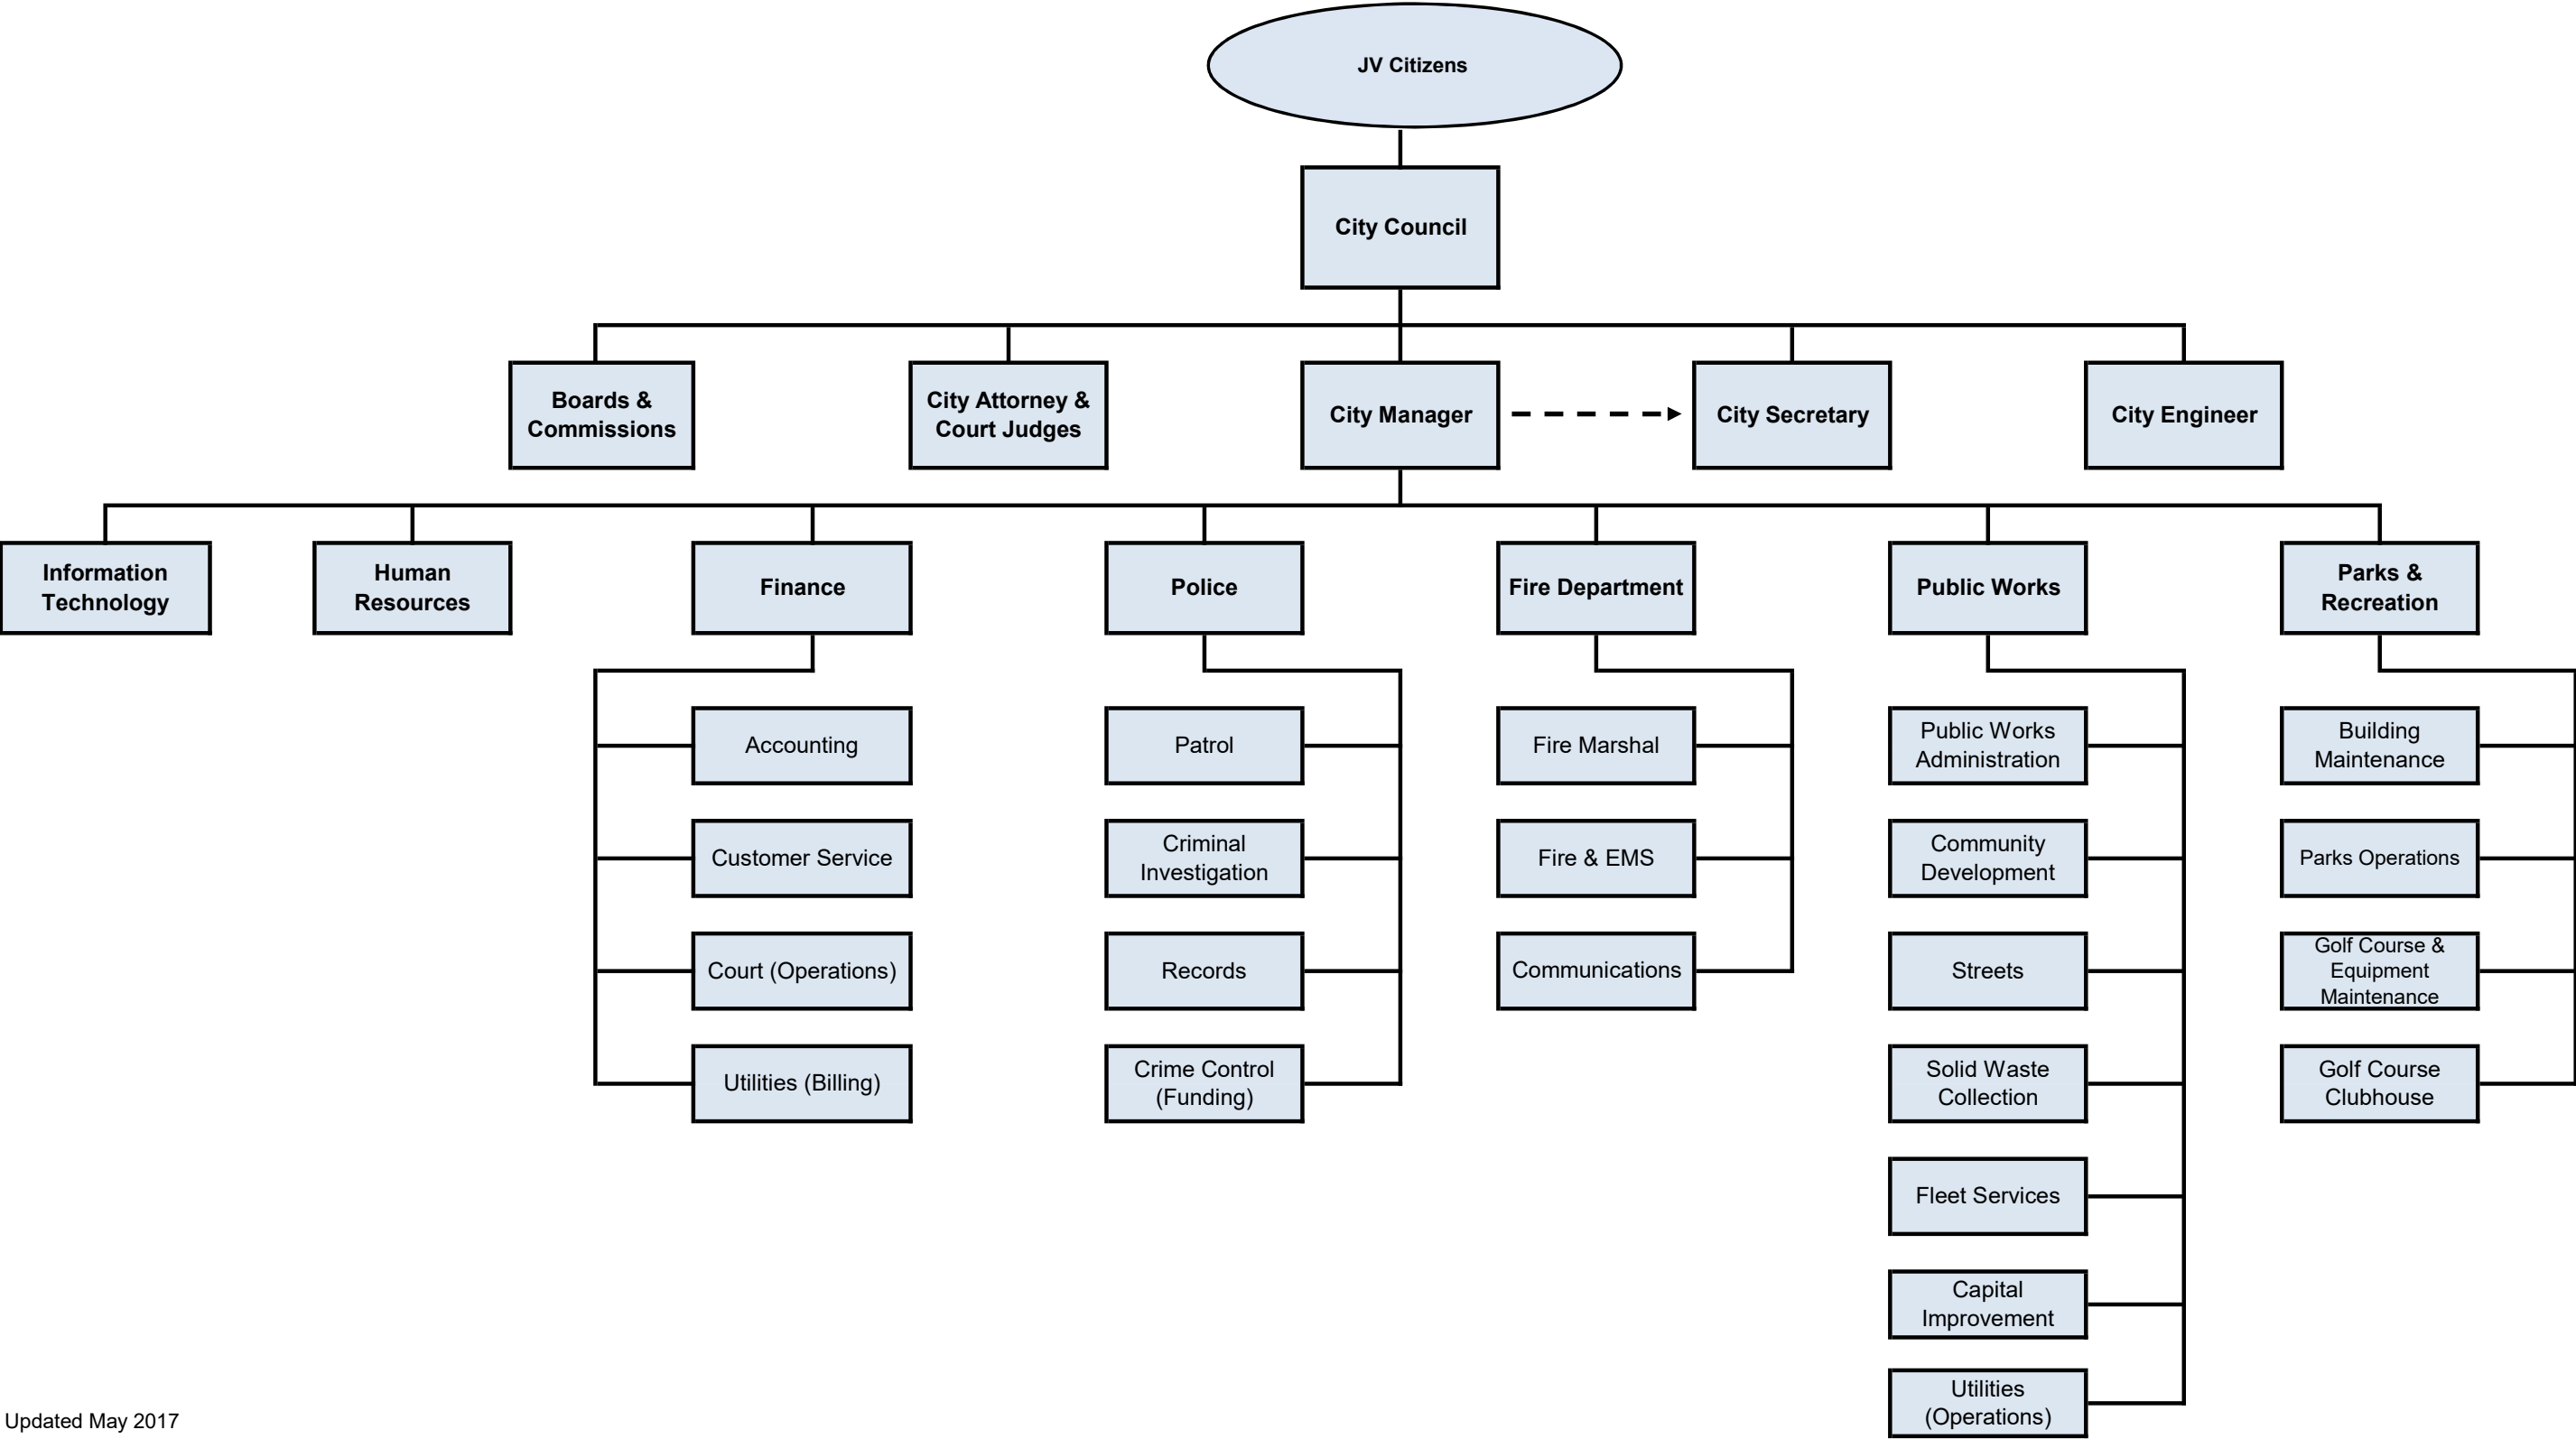 JV Citizens
City Council
Boards &
Commissions
City Attorney &
Court Judges
City Manager
City Secretary
City Engineer
Information
Technology
Human
Resources
Finance
Police
Fire Department
Public Works
Parks &
Recreation
Accounting
Customer Service
Court (Operations)
Utilities (Billing)
Patrol
Criminal
Investigation
Records
Crime Control
(Funding)
Fire Marshal
Fire & EMS
Communications
Public Works
Administration
Community
Development
Streets
Solid Waste
Collection
Fleet Services
Capital
Improvement
Utilities
(Operations)
Building
Maintenance
Parks Operations
Golf Course &
Equipment
Maintenance
Golf Course
Clubhouse
Updated May 2017